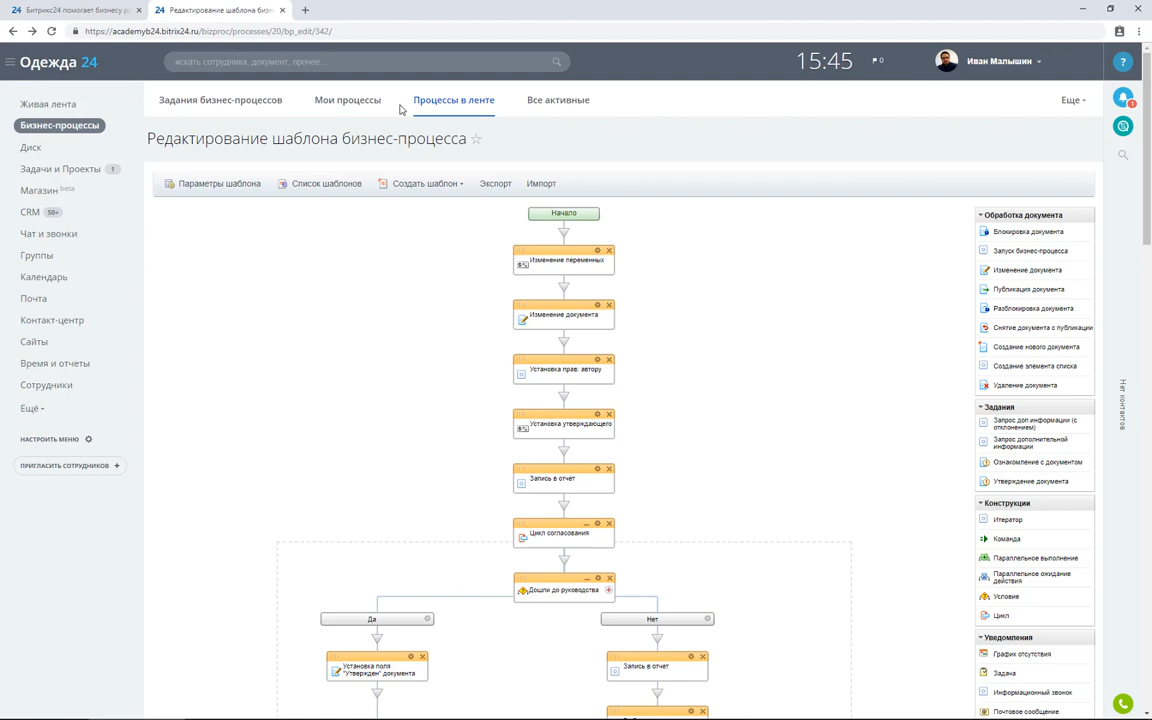 24 Битрикс24 помогает бизнесу р
24 Редактирование шаблона бизн
https://academyb24.bitrix24.ru/bizproc/processes/20/bp_edit/342/
Одежда 24
искать сотрудника, документ, прочее...
15:45
0
Иван Малышин
?
Живая лента
Бизнес-процессы
Диск
Задачи и Проекты 1
Магазин beta
CRM 50+
Чат и звонки
Группы
Календарь
Почта
Контакт-центр
Сайты
Время и отчеты
Сотрудники
Ещё
НАСТРОИТЬ МЕНЮ
ПРИГЛАСИТЬ СОТРУДНИКОВ +
Задания бизнес-процессов
Мои процессы
Процессы в ленте
Все активные
Еще
1
Редактирование шаблона бизнес-процесса
Параметры шаблона
Список шаблонов
Создать шаблон
Экспорт
Импорт
Начало
Изменение переменных
Изменение документа
Установка прав: автору
Установка утверждающего
Запись в отчет
Цикл согласования
Дошли до руководства
Да
Нет
Установка поля
"Утвержден" документа
Запись в отчет
Обработка документа
Блокировка документа
Запуск бизнес-процесса
Изменение документа
Публикация документа
Разблокировка документа
Снятие документа с публикации
Создание нового документа
Создание элемента списка
Удаление документа
Задания
Запрос доп.информации (с
отклонением)
Запрос дополнительной
информации
Ознакомление с документом
Утверждение документа
Конструкции
Итератор
Команда
Параллельное выполнение
Параллельное ожидание
действия
Условие
Цикл
Уведомления
График отсутствия
Задача
Информационный звонок
Почтовое сообщение
Нет контактов